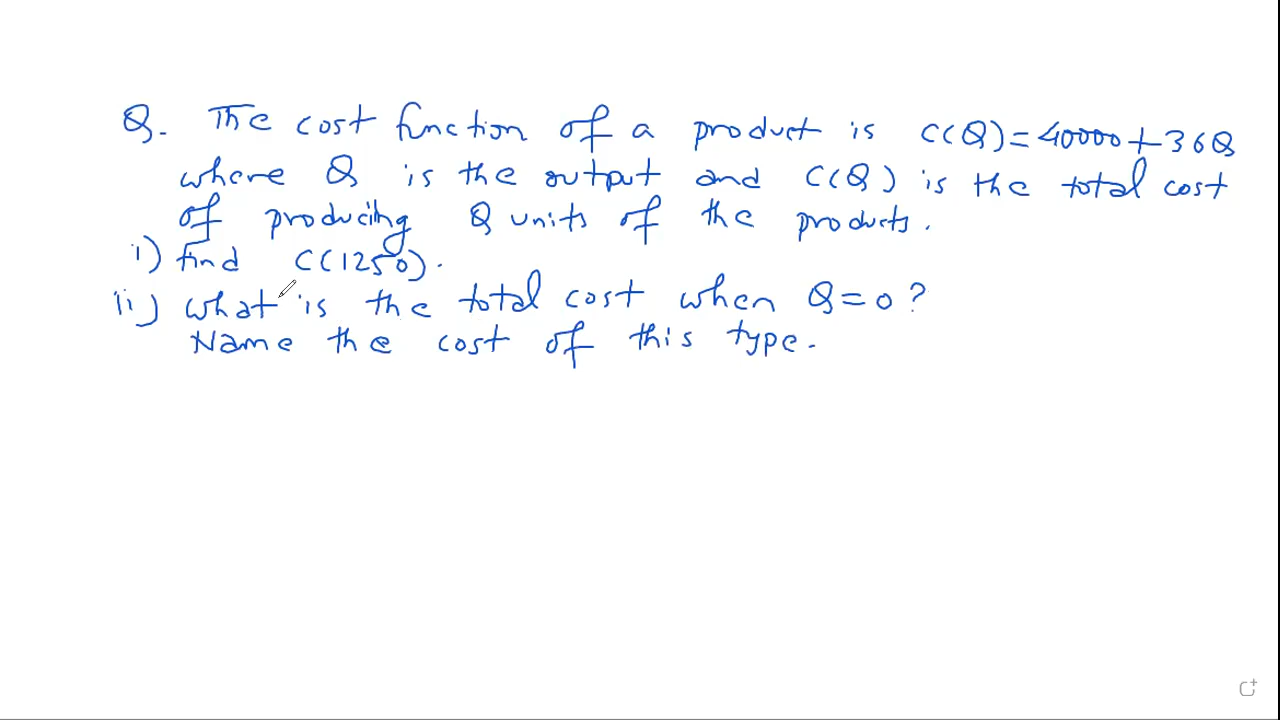 Q. The cost function of a product is C(Q)=40000+36Q
where Q is the output and C(Q) is the total cost
of producing Q units of the products.
i) find C(1250).
ii) what is the total cost when Q=0?
Name the cost of this type.